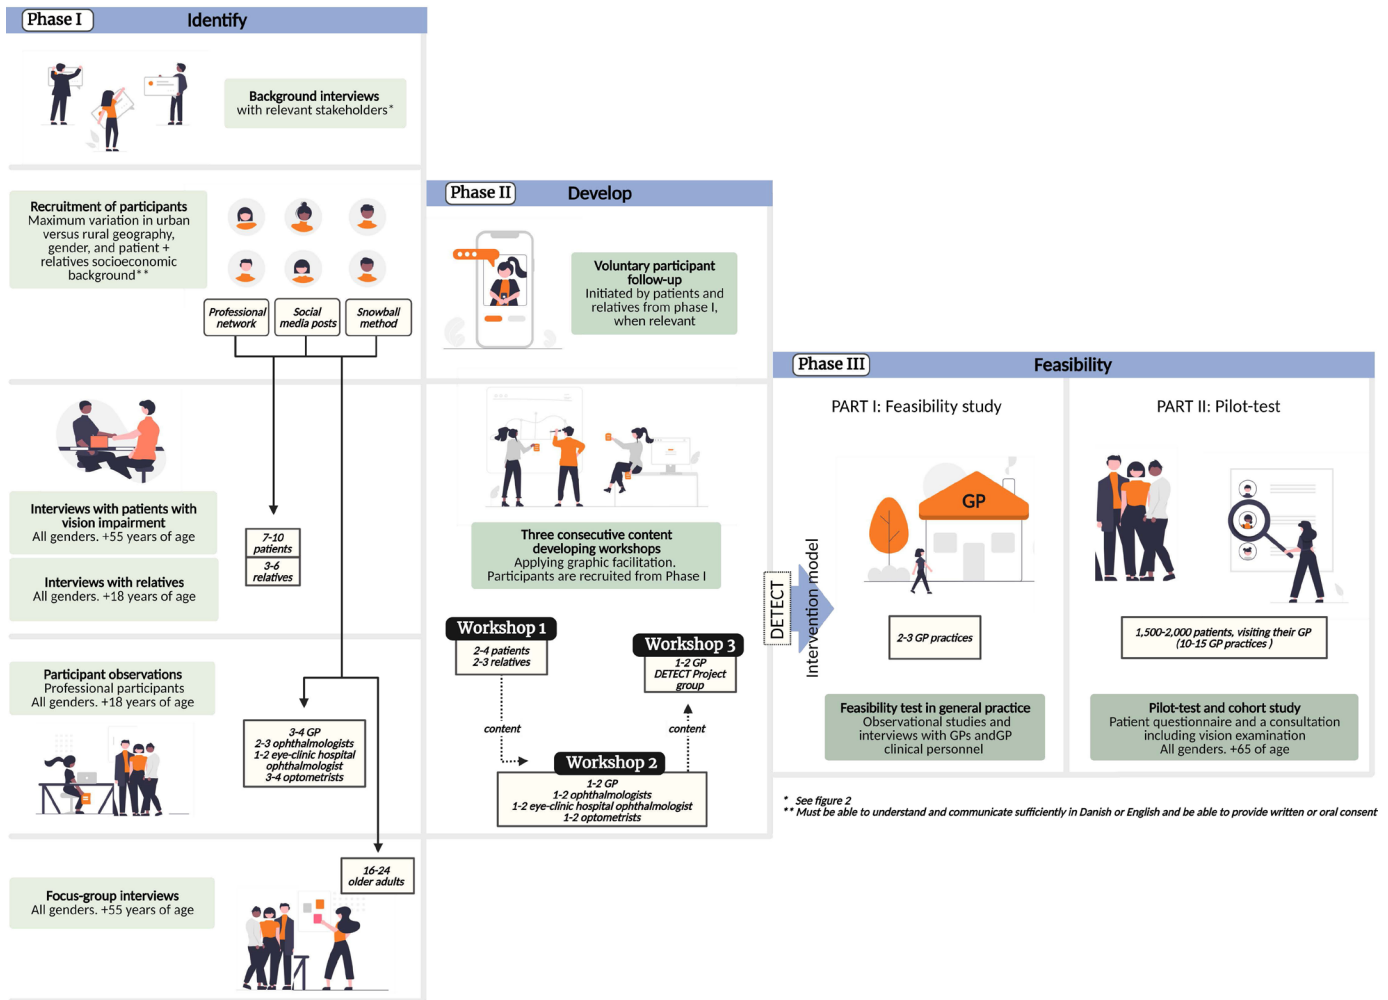 Phase I
Identify
Background interviews
with relevant stakeholders*
Recruitment of participants
Maximum variation in urban
versus rural geography,
gender, and patient +
relatives socioeconomic
background**
Professional
network
Social
media posts
Snowball
method
Interviews with patients with
vision impairment
All genders. +55 years of age
Interviews with relatives
All genders. +18 years of age
7-10
patients
3-6
relatives
Participant observations
Professional participants
All genders. +18 years of age
3-4 GP
2-3 ophthalmologists
1-2 eye-clinic hospital
ophthalmologist
3-4 optometrists
Focus-group interviews
All genders. +55 years of age
16-24
older adults
Phase II
Develop
Voluntary participant
follow-up
Initiated by patients and
relatives from phase I,
when relevant
Three consecutive content
developing workshops
Applying graphic facilitation.
Participants are recruited from Phase I
Workshop 1
2-4 patients
2-3 relatives
content
Workshop 2
1-2 GP
1-2 ophthalmologists
1-2 eye-clinic hospital ophthalmologist
1-2 optometrists
content
Workshop 3
1-2 GP
DETECT Project
group
DETECT
Intervention model
Phase III
Feasibility
PART I: Feasibility study
GP
2-3 GP practices
Feasibility test in general practice
Observational studies and
interviews with GPs andGP
clinical personnel
PART II: Pilot-test
1,500-2,000 patients, visiting their GP
(10-15 GP practices )
Pilot-test and cohort study
Patient questionnaire and a consultation
including vision examination
All genders. +65 of age
* See figure 2
** Must be able to understand and communicate sufficiently in Danish or English and be able to provide written or oral consent